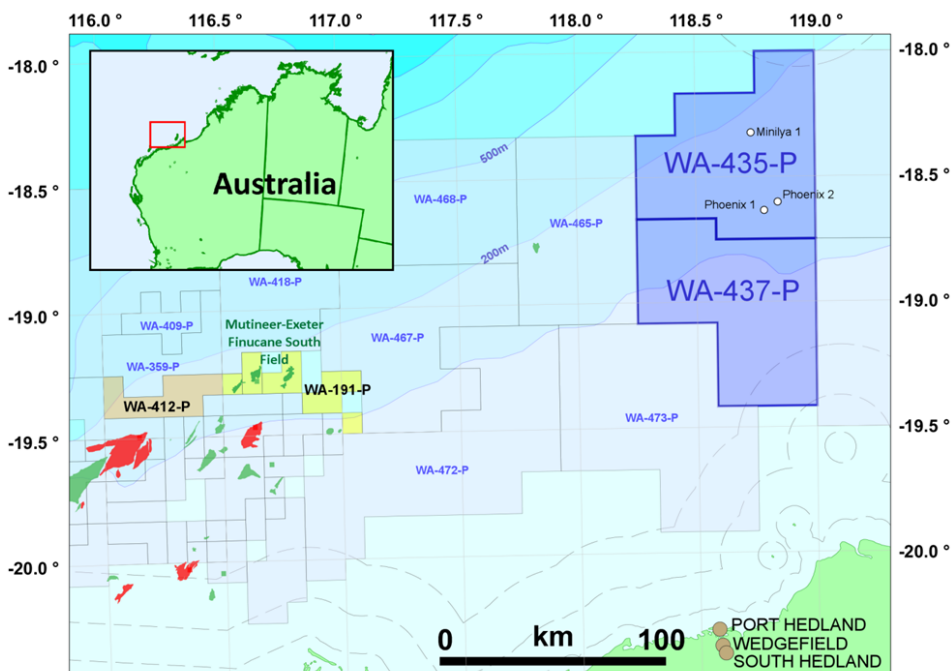 116.0 °
116.5 °
117.0 °
117.5 °
118.0 °
118.5 °
119.0 °
-18.0 °
-18.0 °
Minilya 1
500m
WA-435-P
Australia
-18.5 °
-18.5 °
WA-468-P
Phoenix 2
Phoenix 1
WA-465-P
200m
WA-418-P
WA-437-P
-19.0 °
-19.0 °
WA-409-P
Mutineer-Exeter
Finucane South
Field
WA-467-P
WA-359-P
WA-191-P
WA-412-P
WA-473-P
-19.5 °
-19.5 °
WA-472-P
-20.0 °
-20.0 °
0 km 100
PORT HEDLAND
WEDGEFIELD
SOUTH HEDLAND